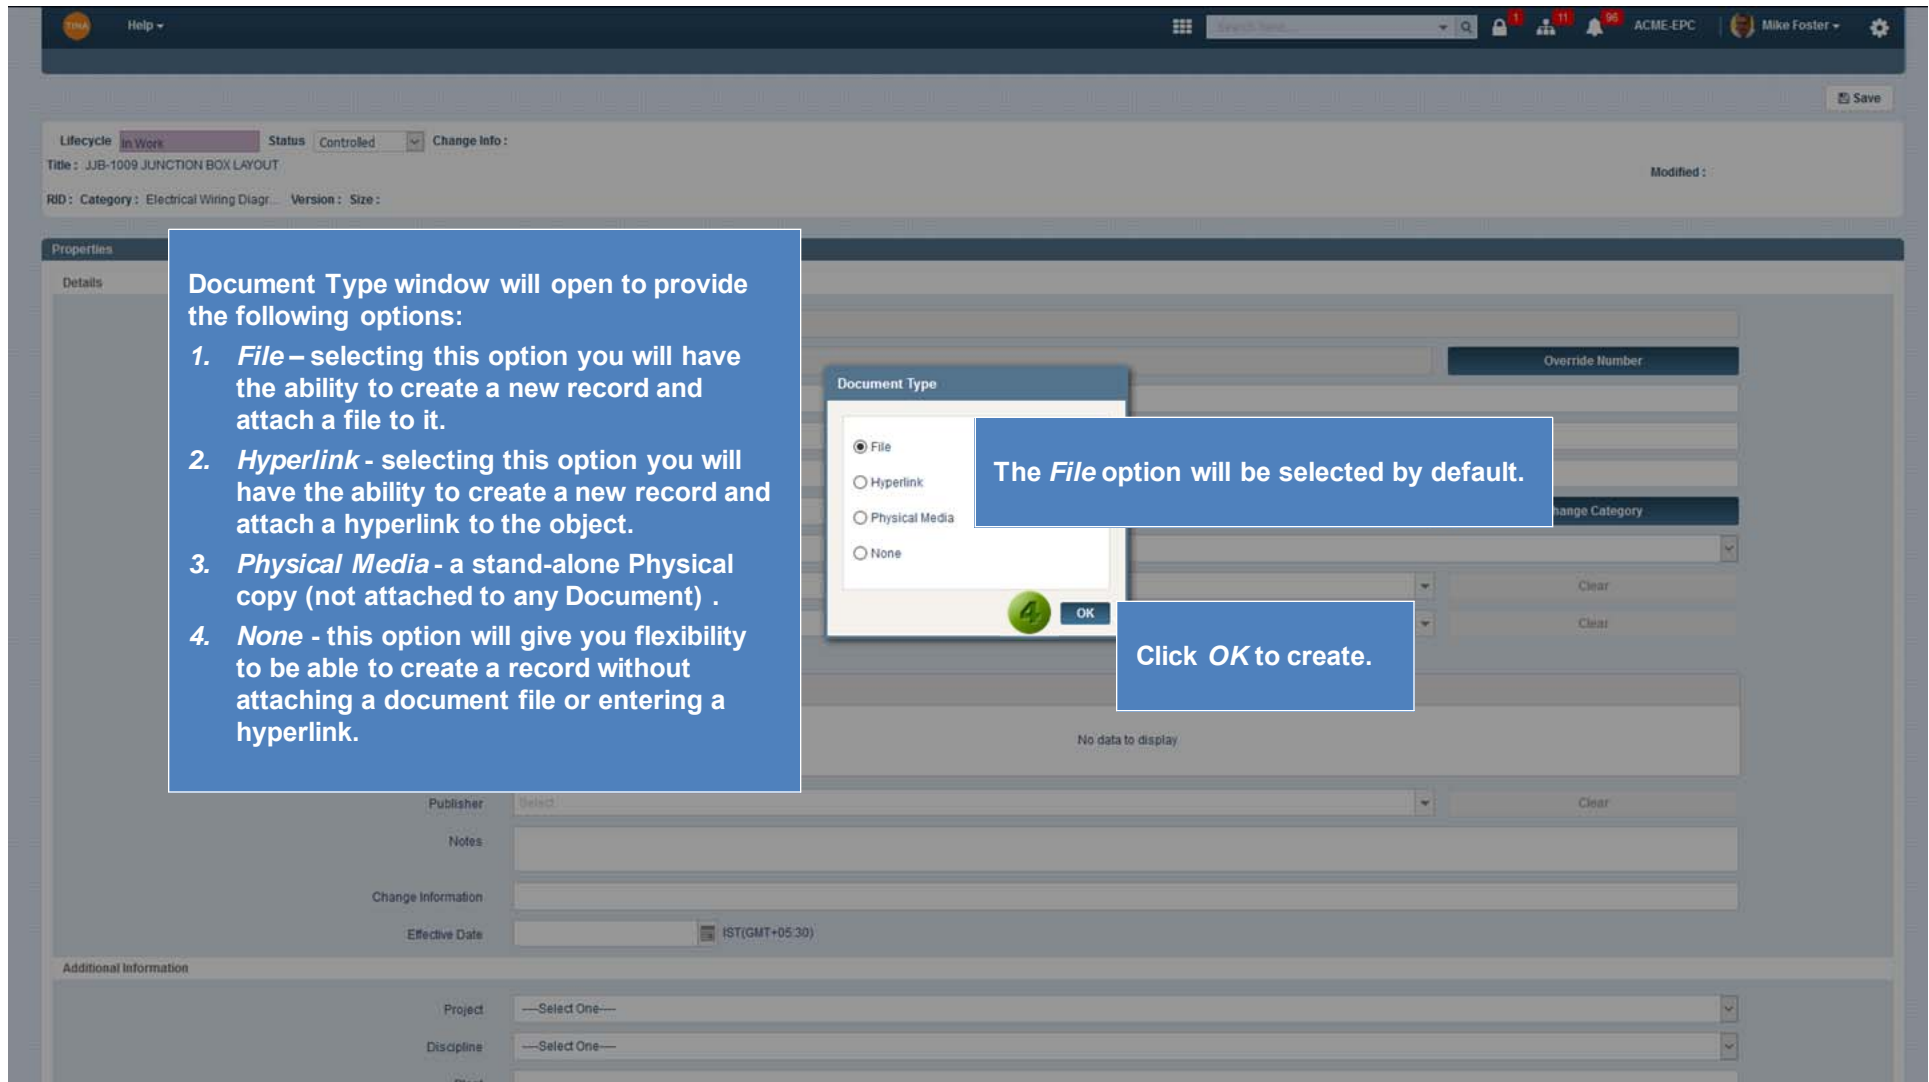 TINA Help
Search here...
1 11 96 ACME-EPC Mike Foster
Save
Lifecycle In Work Status Controlled Change Info :
Title : JJB-1009 JUNCTION BOX LAYOUT
Modified :
RID : Category : Electrical Wiring Diagr... Version : Size :
Properties
Details
Document Type window will open to provide
the following options:
1. File – selecting this option you will have
the ability to create a new record and
attach a file to it.
2. Hyperlink - selecting this option you will
have the ability to create a new record and
attach a hyperlink to the object.
3. Physical Media - a stand-alone Physical
copy (not attached to any Document) .
4. None - this option will give you flexibility
to be able to create a record without
attaching a document file or entering a
hyperlink.
Override Number
Document Type
File
Hyperlink
Physical Media
None
4 OK
The File option will be selected by default.
hange Category
Clear
Clear
Click OK to create.
No data to display
Publisher Select Clear
Notes
Change Information
Effective Date IST(GMT+05:30)
Additional Information
Project ----Select One----
Discipline ----Select One----